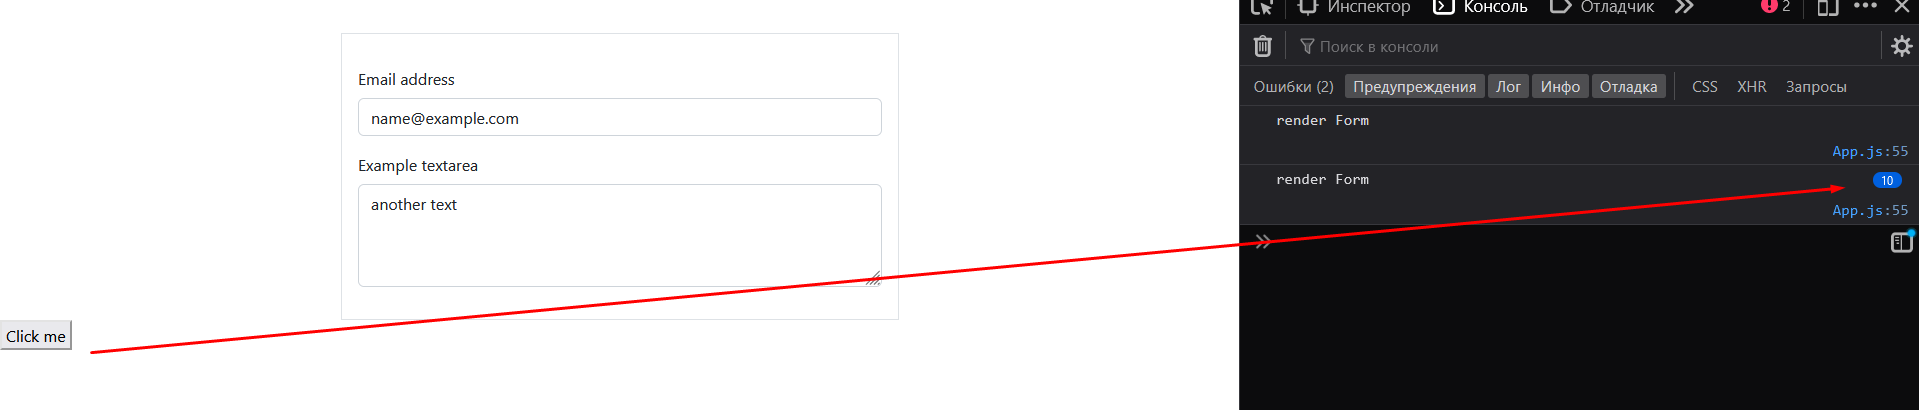 Email address
name@example.com
Example textarea
another text
Click me
Инспектор Консоль Отладчик 2
Поиск в консоли
Ошибки (2) Предупреждения Лог Инфо Отладка CSS XHR Запросы
render Form
App.js:55
render Form 10
App.js:55